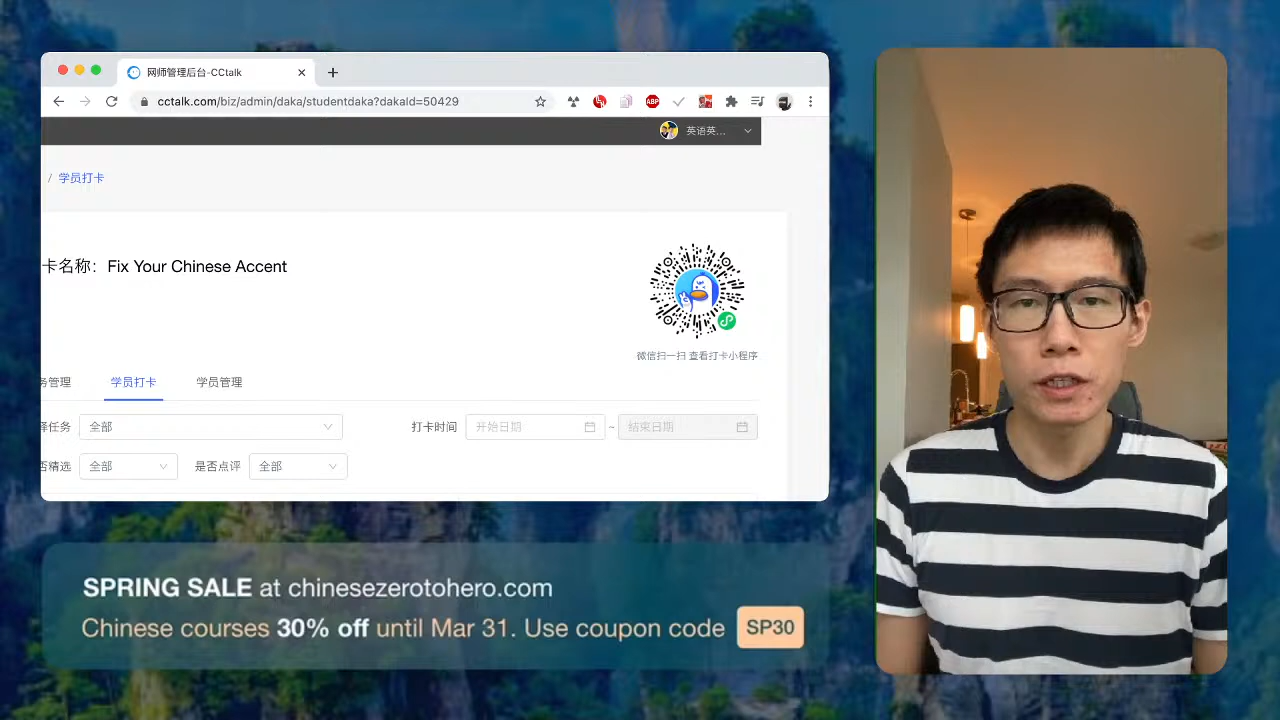 网师管理后台-CCtalk
cctalk.com/biz/admin/daka/studentdaka?dakaId=50429
ABP
英语英...
/ 学员打卡
卡名称：Fix Your Chinese Accent
微信扫一扫 查看打卡小程序
务管理 学员打卡 学员管理
择任务 全部 打卡时间 开始日期 ~ 结束日期
否精选 全部 是否点评 全部
SPRING SALE at chinesezerotohero.com
Chinese courses 30% off until Mar 31. Use coupon code SP30